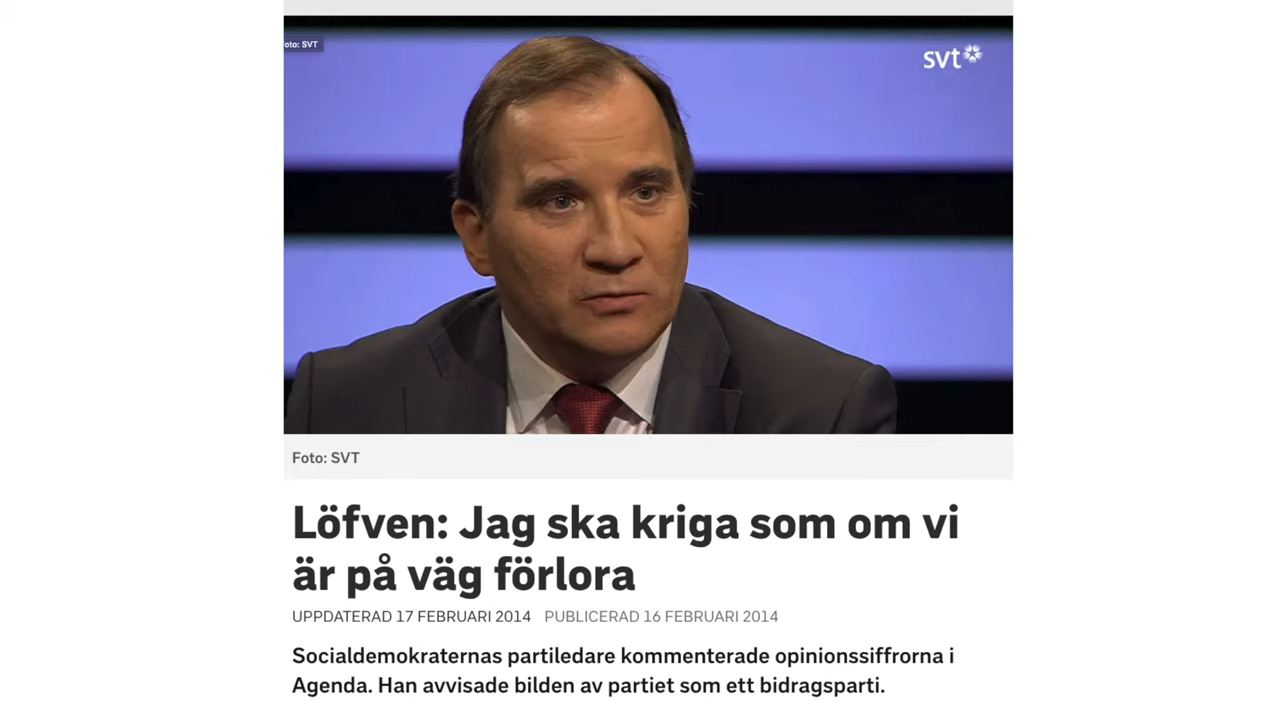 oto: SVT
svt
Foto: SVT
Löfven: Jag ska kriga som om vi
är på väg förlora
UPPDATERAD 17 FEBRUARI 2014 PUBLICERAD 16 FEBRUARI 2014
Socialdemokraternas partiledare kommenterade opinionssiffrorna i
Agenda. Han avvisade bilden av partiet som ett bidragsparti.